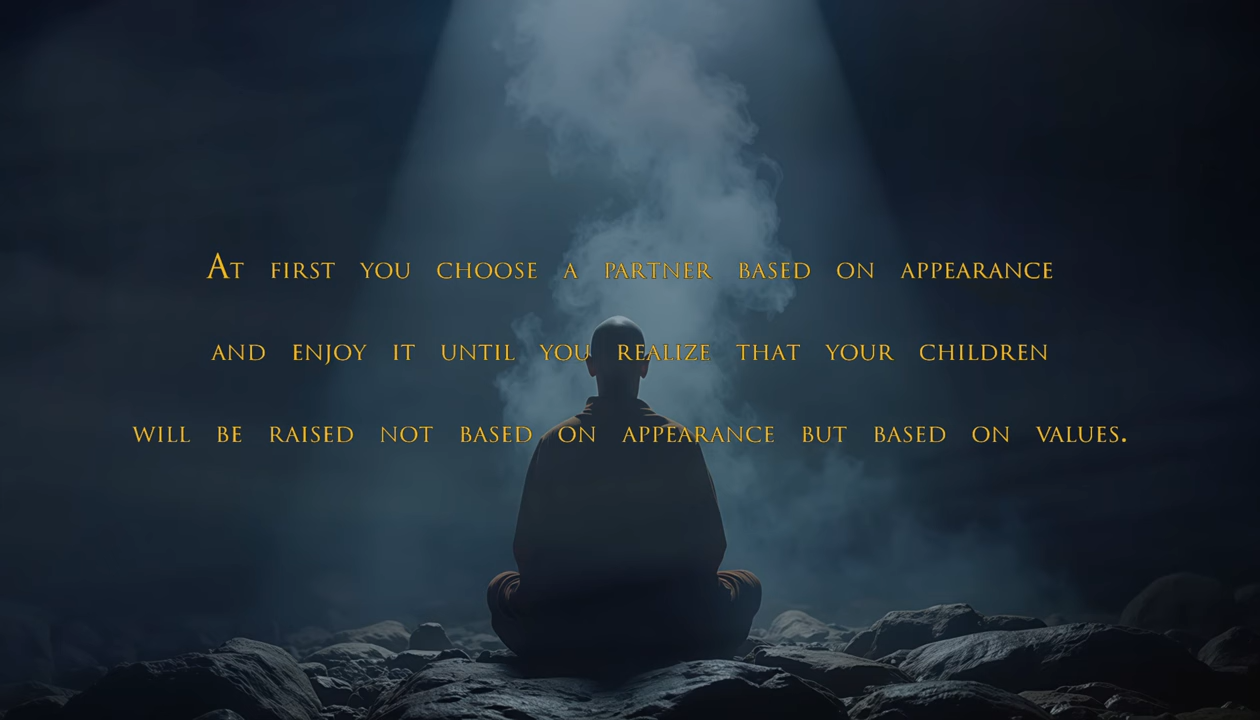 At first you choose a partner based on appearance
and enjoy it until you realize that your children
will be raised not based on appearance but based on values.